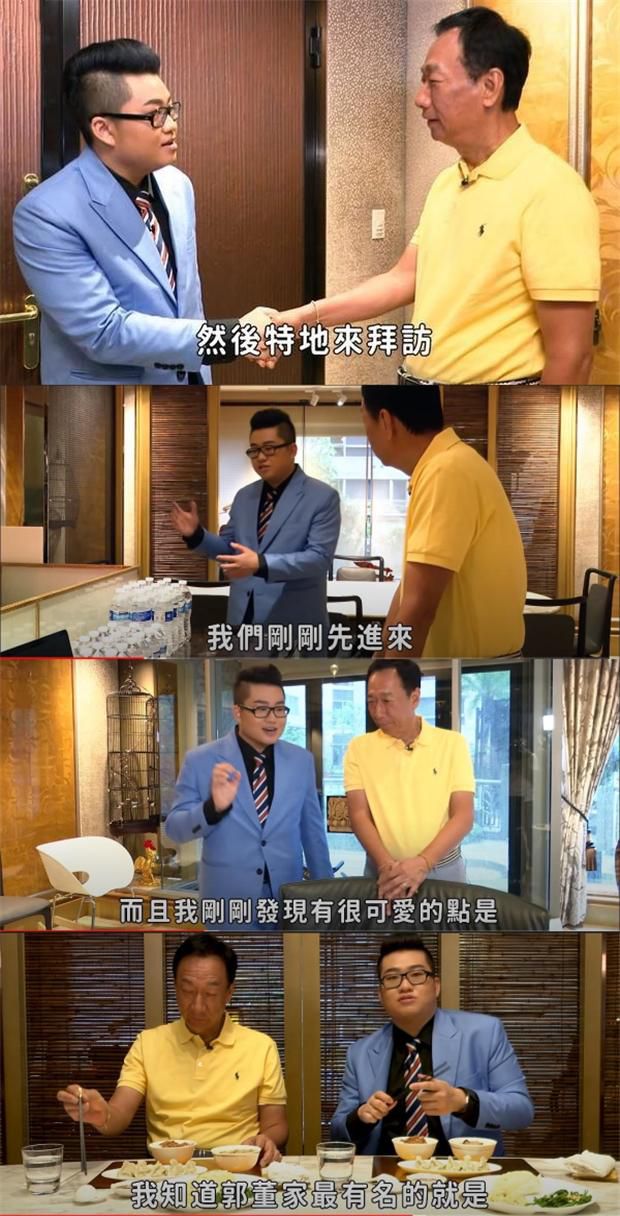 然後特地來拜訪
我們剛剛先進來
而且我剛剛發現有很可愛的點是
我知道郭董家最有名的就是